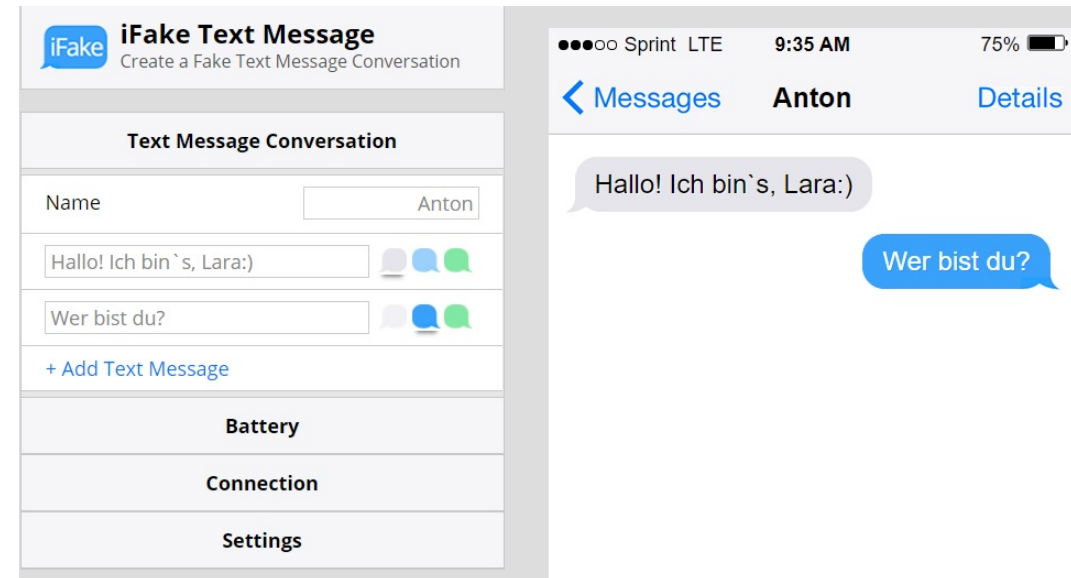 iFake
iFake Text Message
Create a Fake Text Message Conversation
Text Message Conversation
Name
Anton
Hallo! Ich bin`s, Lara:)
Wer bist du?
+ Add Text Message
Battery
Connection
Settings
Sprint LTE 9:35 AM 75%
Messages Anton Details
Hallo! Ich bin`s, Lara:)
Wer bist du?